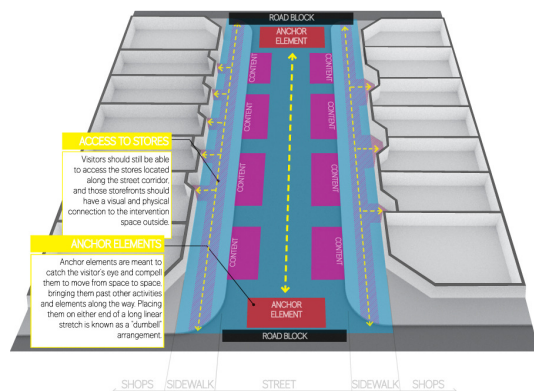 ROAD BLOCK
ANCHOR
ELEMENT
CONTENT
CONTENT
CONTENT
CONTENT
CONTENT
CONTENT
CONTENT
CONTENT
ACCESS TO STORES
Visitors should still be able
to access the stores located
along the street corridor,
and those storefronts should
have a visual and physical
connection to the intervention
space outside.
ANCHOR ELEMENTS
Anchor elements are meant to
catch the visitor's eye and compell
them to move from space to space,
bringing them past other activities
and elements along the way. Placing
them on either end of a long linear
stretch is known as a "dumbell"
arrangement.
ANCHOR
ELEMENT
ROAD BLOCK
SHOPS SIDEWALK STREET SIDEWALK SHOPS